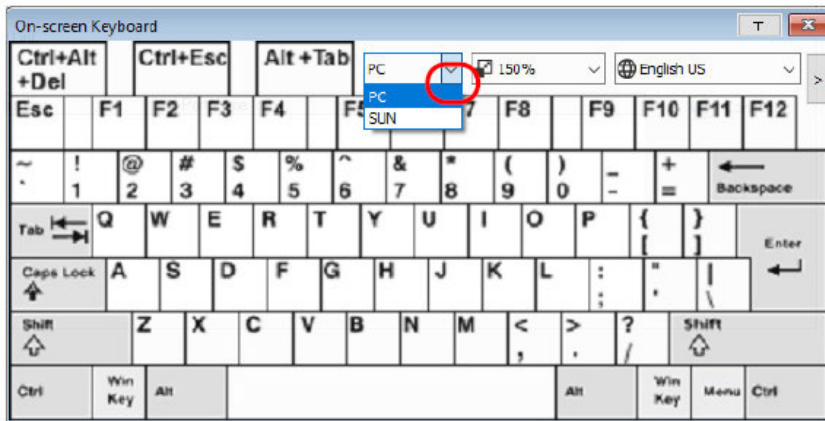 On-screen Keyboard T
Ctrl+Alt Ctrl+Esc Alt +Tab PC 150% English US
+Del >
PC
SUN
Esc F1 F2 F3 F4 F8 F9 F10 F11 F12
~ ! @ # $ % ^ & * ( ) _ +
` 1 2 3 4 5 6 7 8 9 0 - = Backspace
Tab Q W E R T Y U I O P { }
[ ] Enter
Caps Lock A S D F G H J K L : " |
; ' \
Shift Z X C V B N M < > ? Shift
, . /
Ctrl Win Key Alt Alt Win Key Menu Ctrl